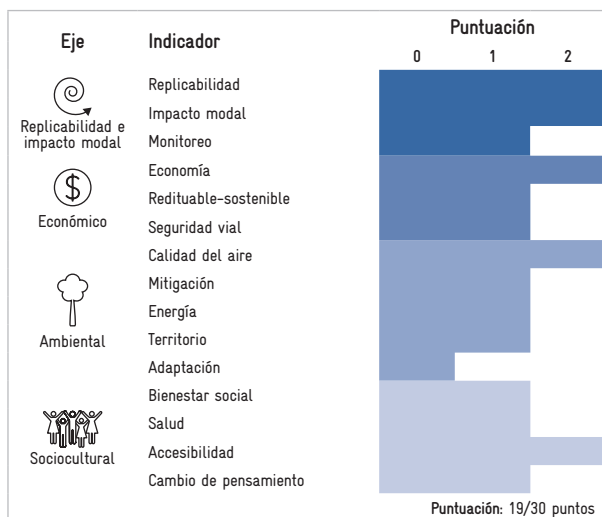 Eje Indicador Puntuación
0 1 2
Replicabilidad
Impacto modal
Monitoreo
Replicabilidad e
impacto modal
Economía
Redituable-sostenible
Seguridad vial
Económico
Calidad del aire
Mitigación
Energía
Territorio
Adaptación
Ambiental
Bienestar social
Salud
Accesibilidad
Cambio de pensamiento
Sociocultural
Puntuación: 19/30 puntos